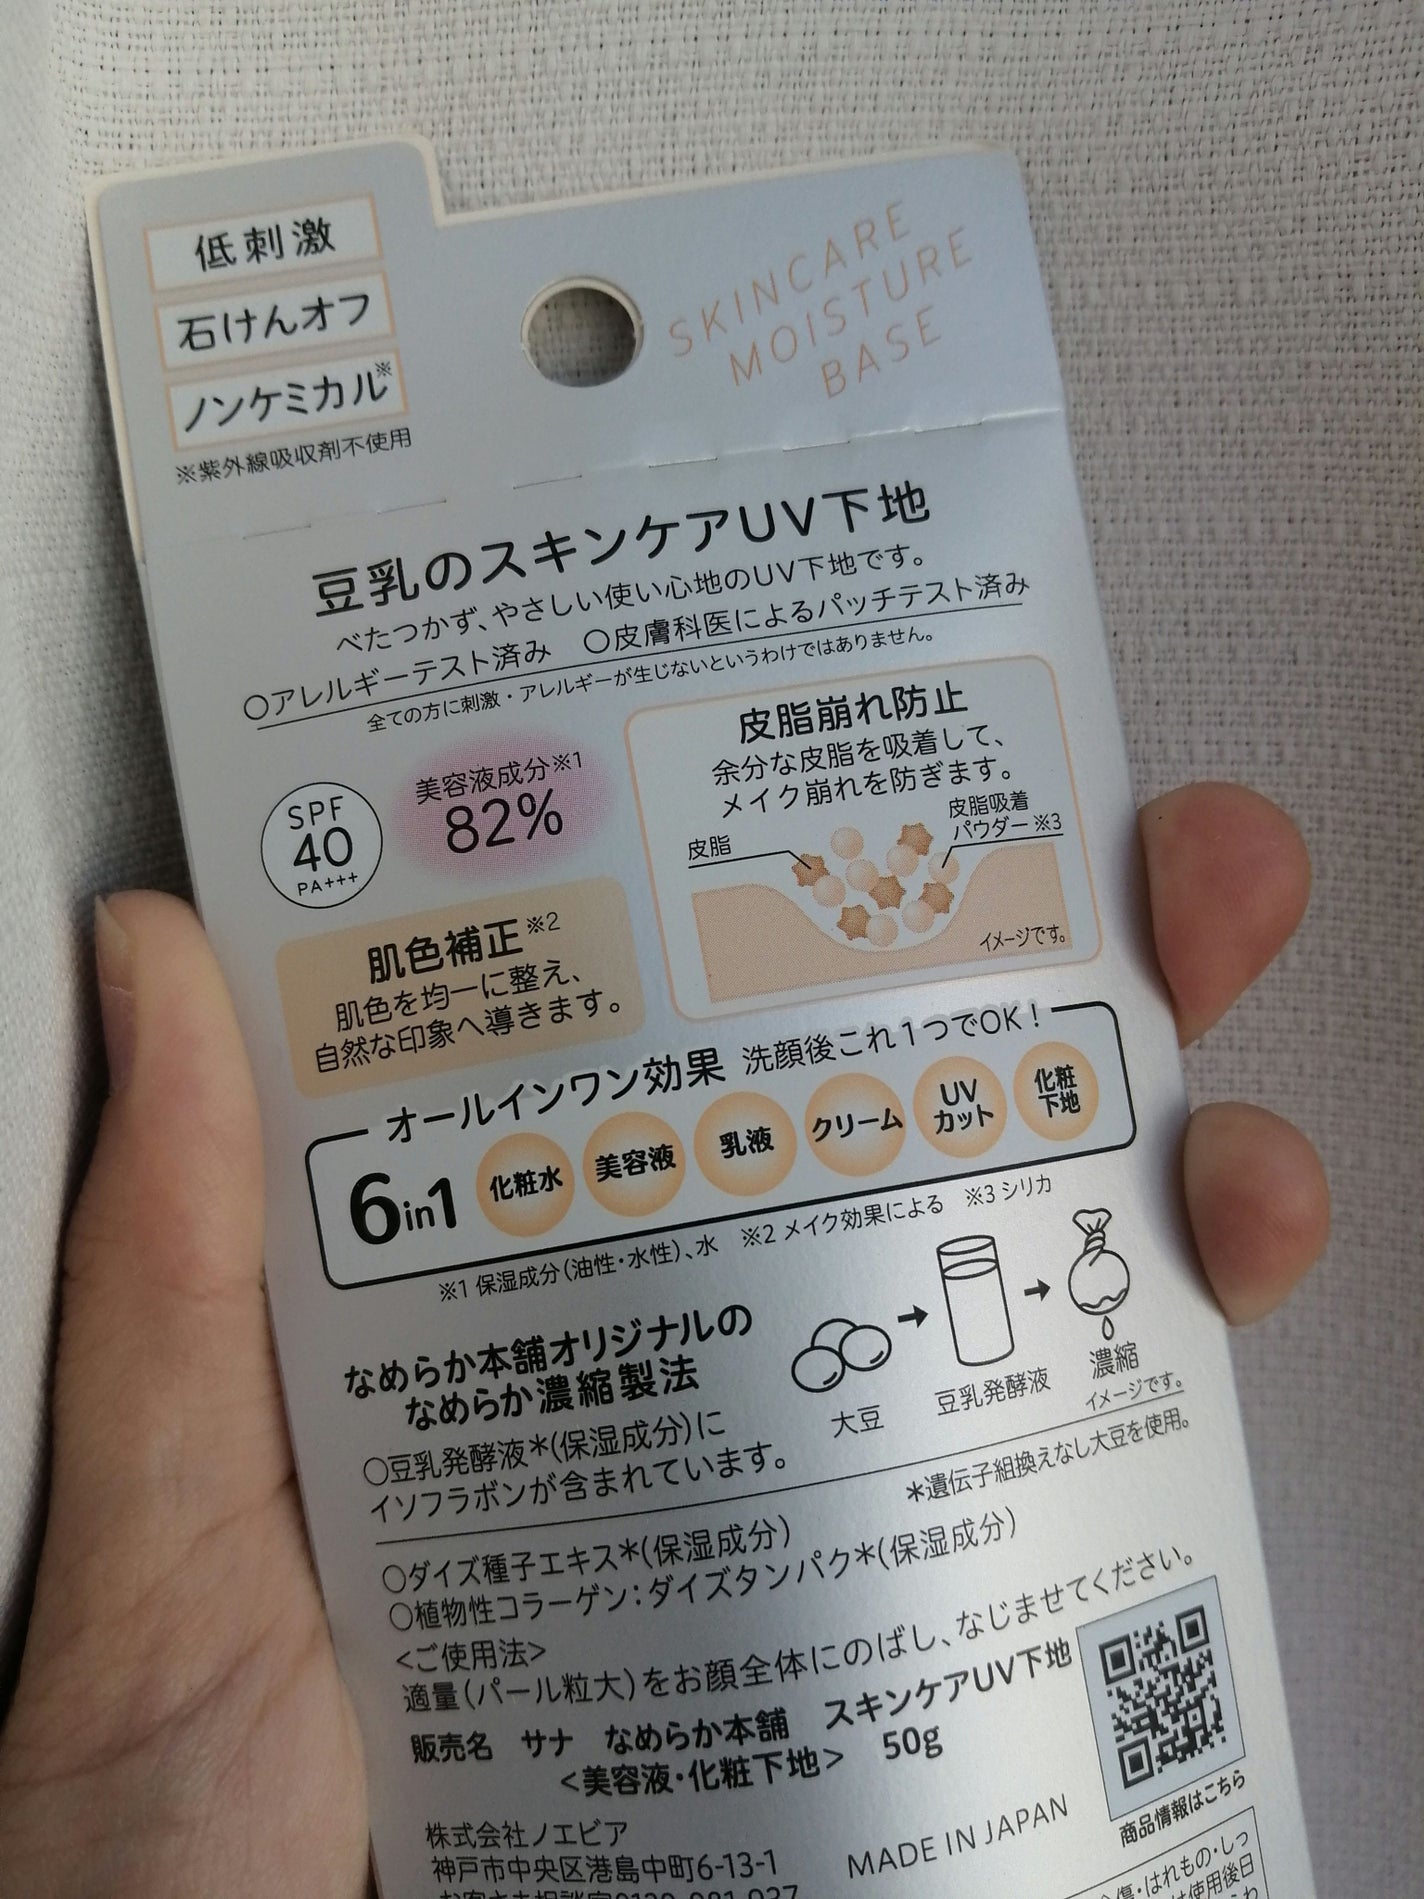 低刺激
石けんオフ
ノンケミカル※
※紫外線吸収剤不使用
SKINCARE
MOISTURE
BASE
豆乳のスキンケアUV下地
べたつかず、やさしい使い心地のUV下地です。
○アレルギーテスト済み ○皮膚科医によるパッチテスト済み
全ての方に刺激・アレルギーが生じないというわけではありません。
SPF
40
PA+++
美容液成分※1
82%
肌色補正※2
肌色を均一に整え、
自然な印象へ導きます。
皮脂崩れ防止
余分な皮脂を吸着して、
メイク崩れを防ぎます。
皮脂
皮脂吸着
パウダー※3
イメージです。
オールインワン効果 洗顔後これ1つでOK!
6in1
化粧水
美容液
乳液
クリーム
UV
カット
化粧
下地
※1 保湿成分(油性・水性)、水 ※2 メイク効果による ※3 シリカ
なめらか本舗オリジナルの
なめらか濃縮製法
大豆
豆乳発酵液
濃縮
イメージです。
○豆乳発酵液*(保湿成分)に
イソフラボンが含まれています。
*遺伝子組換えなし大豆を使用。
○ダイズ種子エキス*(保湿成分)
○植物性コラーゲン:ダイズタンパク*(保湿成分)
<ご使用法>
適量(パール粒大)をお顔全体にのばし、なじませてください。
販売名 サナ なめらか本舗 スキンケアUV下地
<美容液・化粧下地> 50g
商品情報はこちら
株式会社ノエビア
神戸市中央区港島中町6-13-1
MADE IN JAPAN
傷・はれもの・しっ
は使用後日